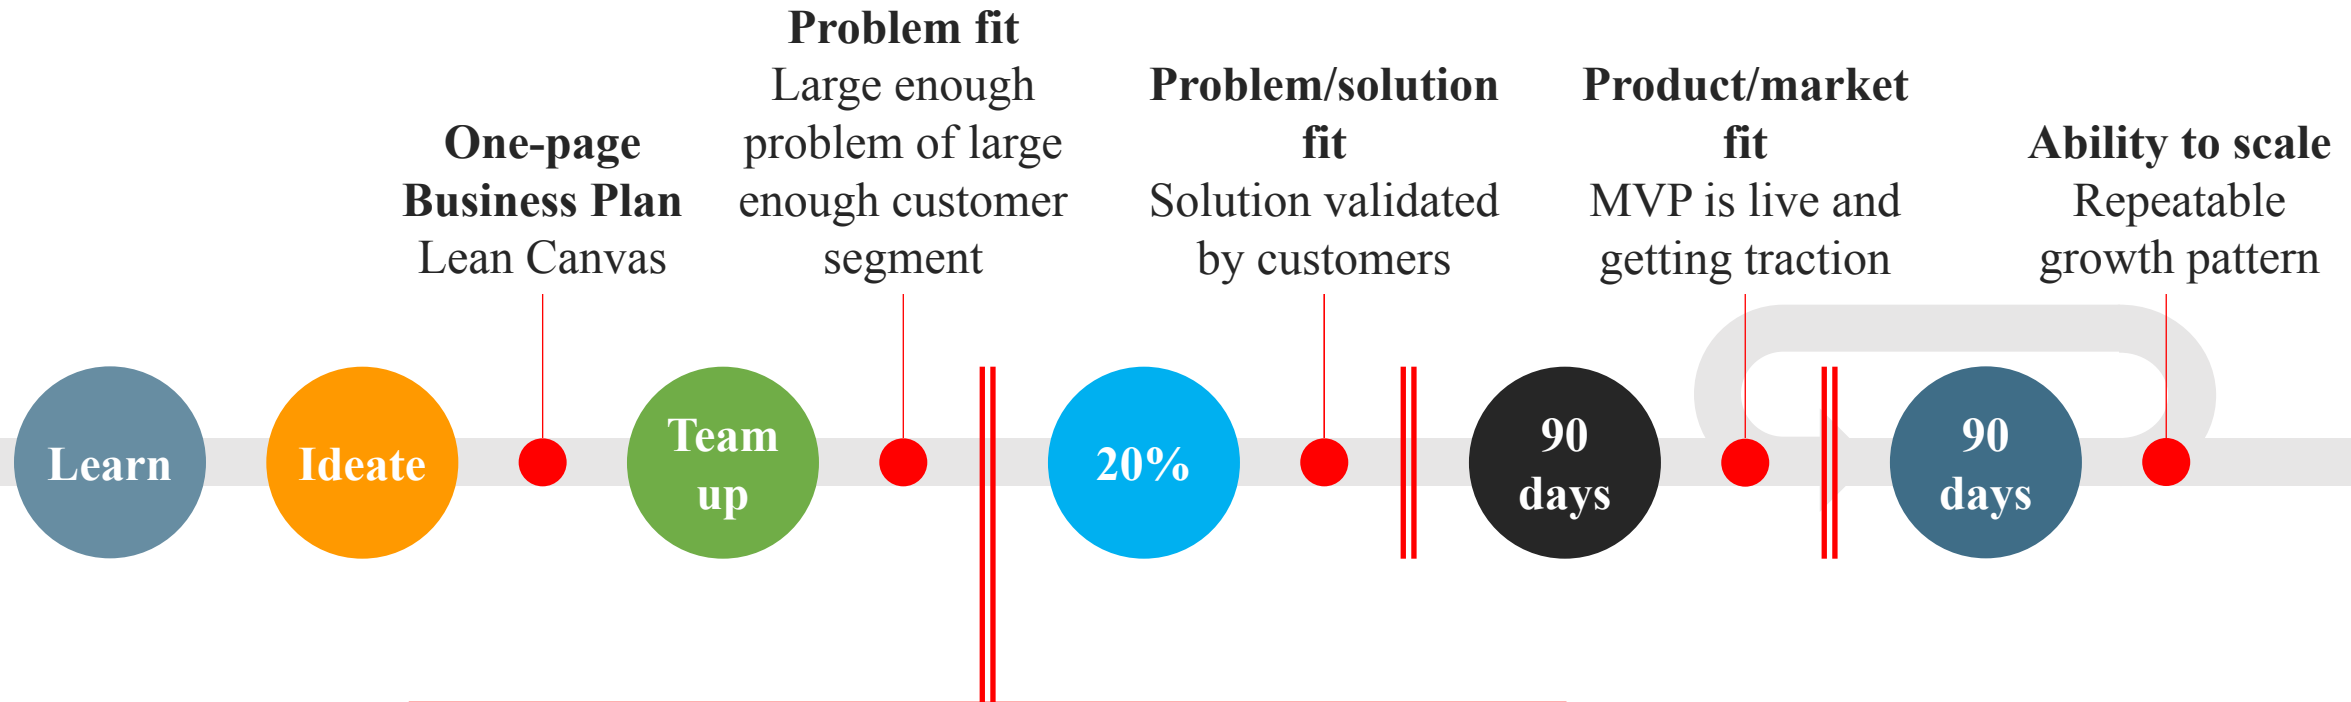 Problem fit
Large enough
problem of large
enough customer
segment
One-page
Business Plan
Lean Canvas
Problem/solution
fit
Solution validated
by customers
Product/market
fit
MVP is live and
getting traction
Ability to scale
Repeatable
growth pattern
Learn
Ideate
Team
up
20%
90
days
90
days